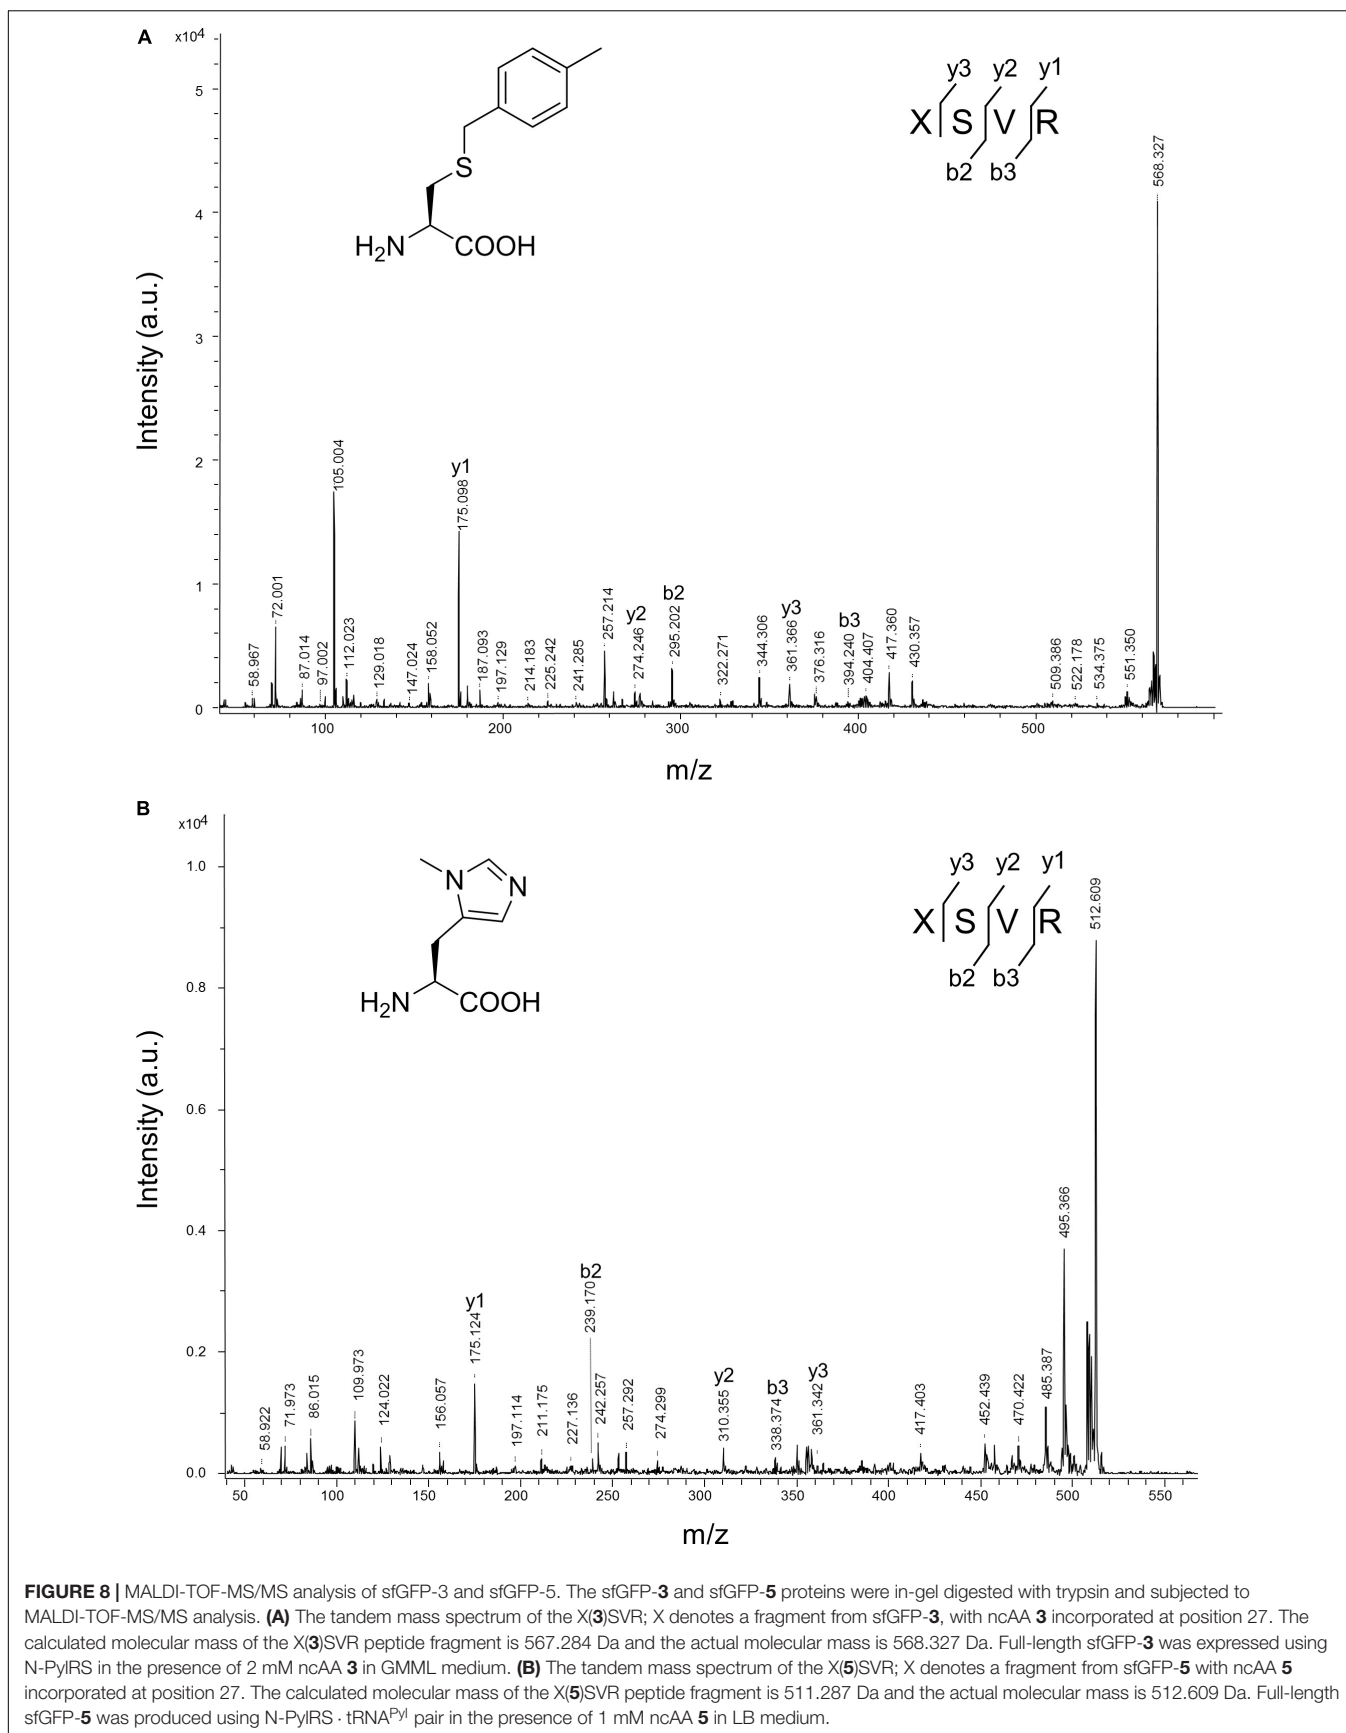 A
x10⁴
5
4
3
2
1
0
Intensity (a.u.)
S
H₂N
COOH
y3 y2 y1
X S V R
b2 b3
58.967
72.001
87.014
97.002
105.004
112.023
129.018
147.024
158.052
y1
175.098
187.093
197.129
214.183
225.242
241.285
257.214
y2
274.246
b2
295.202
322.271
344.306
y3
361.366
376.316
b3
394.240
404.407
417.360
430.357
509.386
522.178
534.375
551.350
568.327
100 200 300 400 500
m/z
B
x10⁴
1.0
0.8
0.6
0.4
0.2
0.0
Intensity (a.u.)
N
N
H₂N
COOH
y3 y2 y1
X S V R
b2 b3
58.922
71.973
86.015
109.973
124.022
156.057
y1
175.124
197.114
211.175
227.136
b2
239.170
242.257
257.292
274.299
y2
310.355
b3
338.374
y3
361.342
417.403
452.439
470.422
485.387
495.366
512.609
50 100 150 200 250 300 350 400 450 500 550
m/z
FIGURE 8 | MALDI-TOF-MS/MS analysis of sfGFP-3 and sfGFP-5. The sfGFP-3 and sfGFP-5 proteins were in-gel digested with trypsin and subjected to
MALDI-TOF-MS/MS analysis. (A) The tandem mass spectrum of the X(3)SVR; X denotes a fragment from sfGFP-3, with ncAA 3 incorporated at position 27. The
calculated molecular mass of the X(3)SVR peptide fragment is 567.284 Da and the actual molecular mass is 568.327 Da. Full-length sfGFP-3 was expressed using
N-PylRS in the presence of 2 mM ncAA 3 in GMML medium. (B) The tandem mass spectrum of the X(5)SVR; X denotes a fragment from sfGFP-5 with ncAA 5
incorporated at position 27. The calculated molecular mass of the X(5)SVR peptide fragment is 511.287 Da and the actual molecular mass is 512.609 Da. Full-length
sfGFP-5 was produced using N-PylRS · tRNAᴾʸˡ pair in the presence of 1 mM ncAA 5 in LB medium.